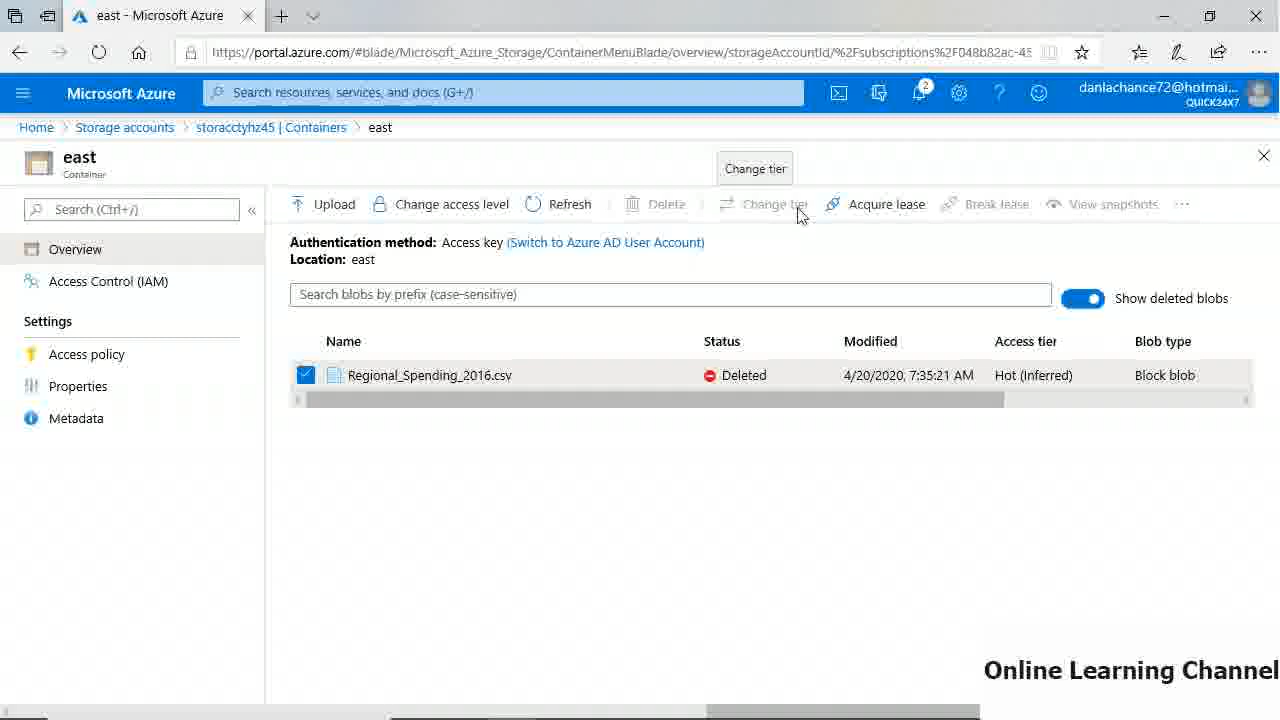 east - Microsoft Azure
https://portal.azure.com/#blade/Microsoft_Azure_Storage/ContainerMenuBlade/overview/storageAccountId/%2Fsubscriptions%2F048b82ac-45
Microsoft Azure
Search resources, services, and docs (G+/)
2
danlachance72@hotmai...
QUICK24X7
Home > Storage accounts > storacctyhz45 | Containers > east
east
Container
Change tier
Search (Ctrl+/)
«
Upload
Change access level
Refresh
Delete
Change tier
Acquire lease
Break lease
View snapshots
...
Overview
Access Control (IAM)
Settings
Access policy
Properties
Metadata
Authentication method: Access key (Switch to Azure AD User Account)
Location: east
Search blobs by prefix (case-sensitive)
Show deleted blobs
Name Status Modified Access tier Blob type
Regional_Spending_2016.csv Deleted 4/20/2020, 7:35:21 AM Hot (Inferred) Block blob
Online Learning Channel